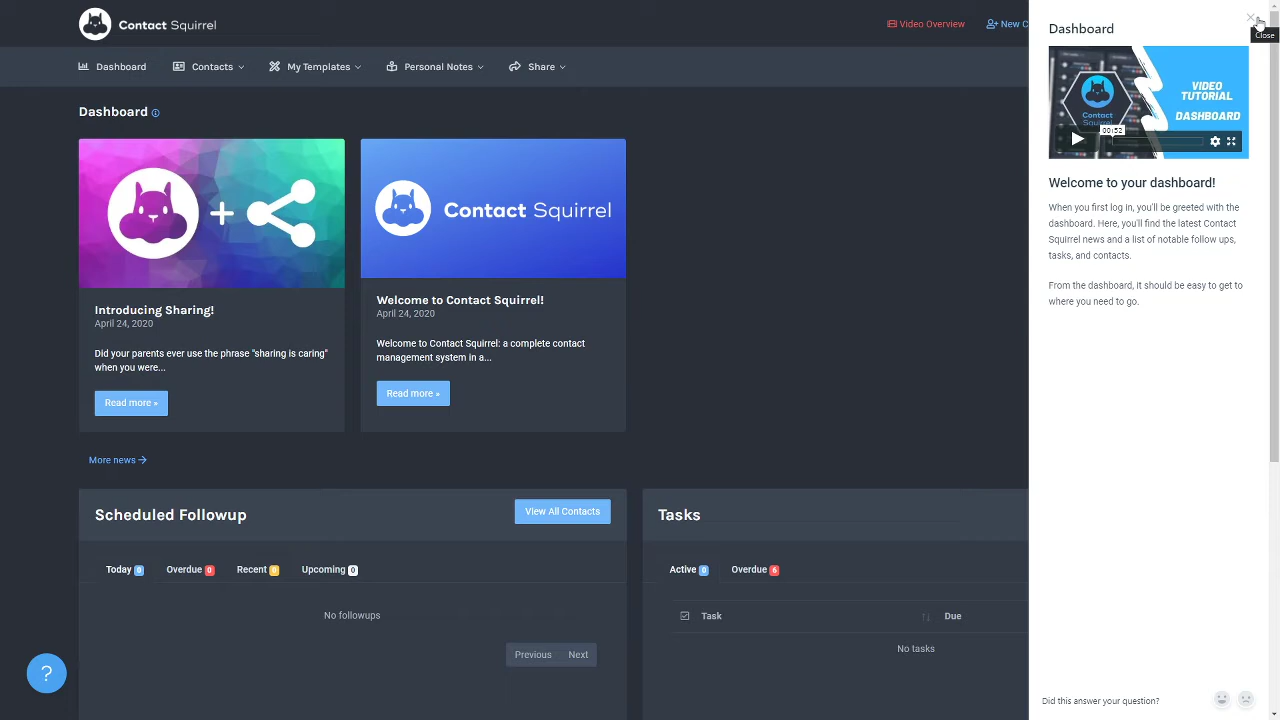 Contact Squirrel
Video Overview
New C
Close
Dashboard
Contacts
My Templates
onal Notes
Share
Dashboard
Introducing Sharing!
April 24, 2020
Did your parents ever use the phrase "sharing is caring"
when you were...
Read more »
Contact Squirrel
Welcome to Contact Squirrel!
April 24, 2020
Welcome to Contact Squirrel: a complete contact
management system in a...
Read more »
More news
Scheduled Followup
View All Contacts
Today 0
Overdue 0
Recent 0
Upcoming 0
No followups
Previous
Next
Tasks
Active 0
Overdue 6
Task
Due
No tasks
?
Dashboard
Contact
Squirrel
VIDEO
TUTORIAL
DASHBOARD
00:52
Welcome to your dashboard!
When you first log in, you'll be greeted with the
dashboard. Here, you'll find the latest Contact
Squirrel news and a list of notable follow ups,
tasks, and contacts.
From the dashboard, it should be easy to get to
where you need to go.
Did this answer your question?